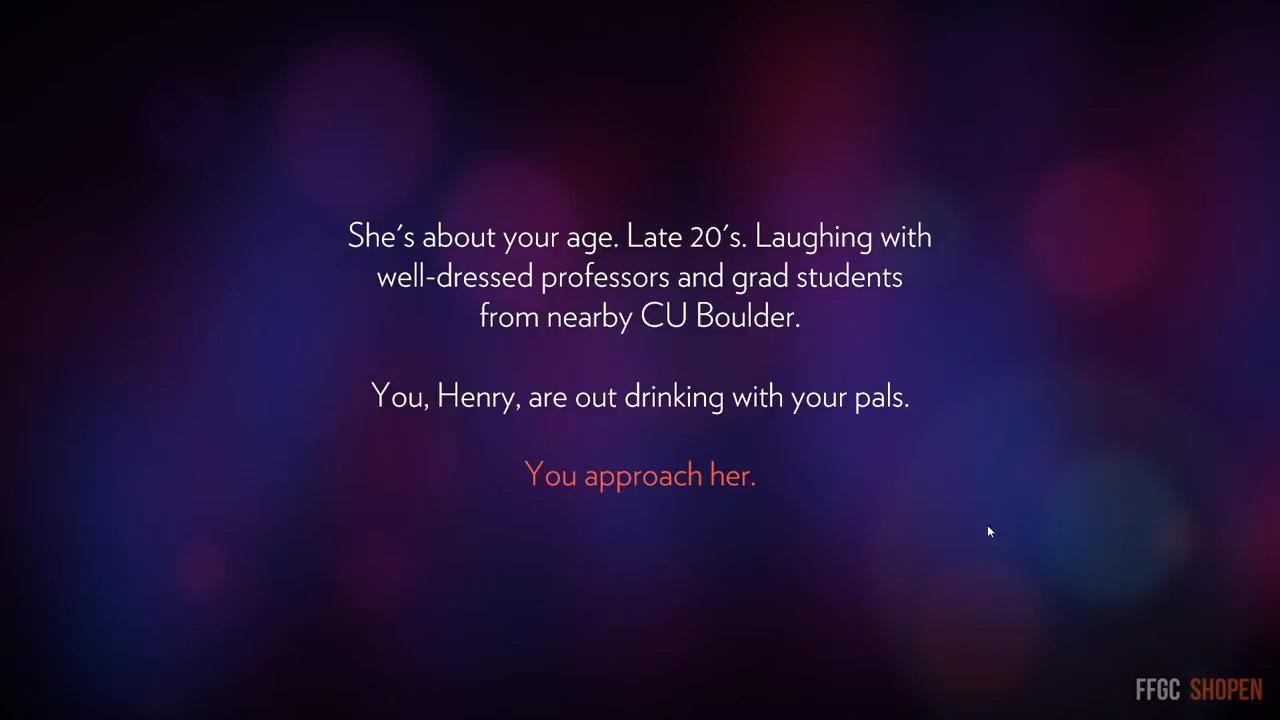 She's about your age. Late 20's. Laughing with
well-dressed professors and grad students
from nearby CU Boulder.
You, Henry, are out drinking with your pals.
You approach her.
FFGC SHOPEN